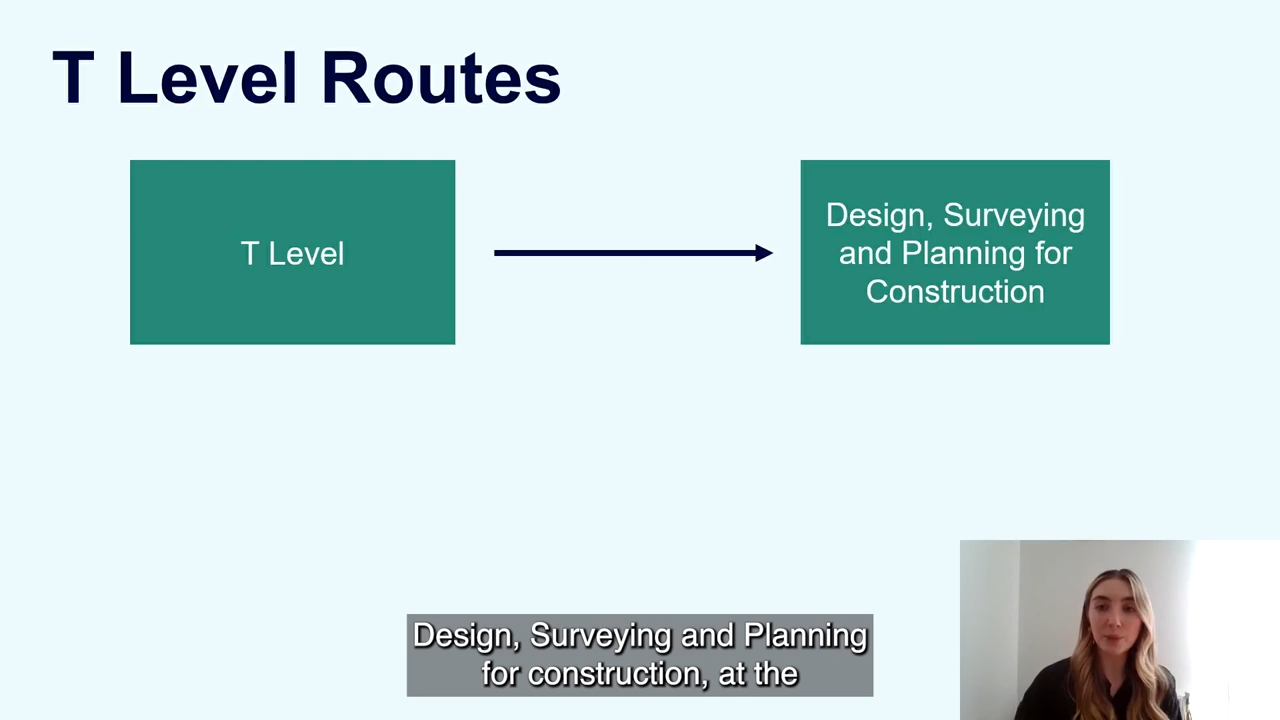 T Level Routes
T Level
Design, Surveying
and Planning for
Construction
Design, Surveying and Planning
for construction, at the